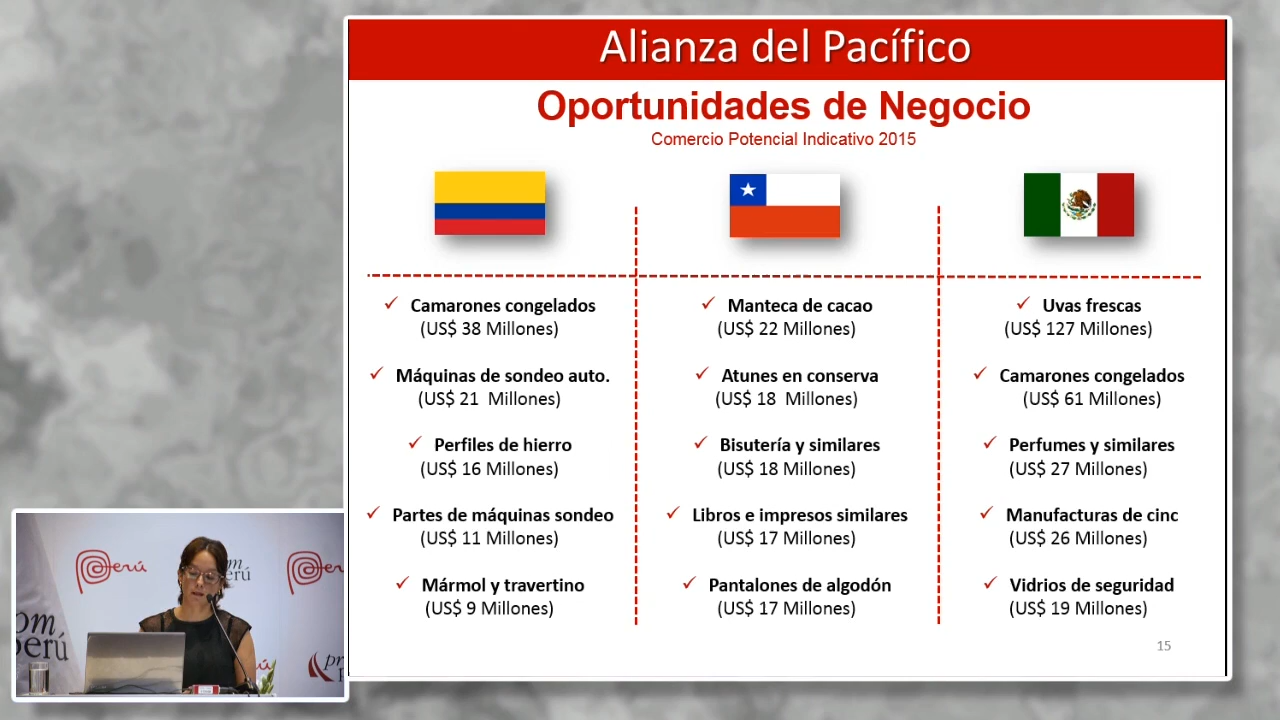 Alianza del Pacífico
Oportunidades de Negocio
Comercio Potencial Indicativo 2015
✓ Camarones congelados
(US$ 38 Millones)
✓ Máquinas de sondeo auto.
(US$ 21 Millones)
✓ Perfiles de hierro
(US$ 16 Millones)
✓ Partes de máquinas sondeo
(US$ 11 Millones)
✓ Mármol y travertino
(US$ 9 Millones)
✓ Manteca de cacao
(US$ 22 Millones)
✓ Atunes en conserva
(US$ 18 Millones)
✓ Bisutería y similares
(US$ 18 Millones)
✓ Libros e impresos similares
(US$ 17 Millones)
✓ Pantalones de algodón
(US$ 17 Millones)
✓ Uvas frescas
(US$ 127 Millones)
✓ Camarones congelados
(US$ 61 Millones)
✓ Perfumes y similares
(US$ 27 Millones)
✓ Manufacturas de cinc
(US$ 26 Millones)
✓ Vidrios de seguridad
(US$ 19 Millones)
15
Perú
Perú
om
perú